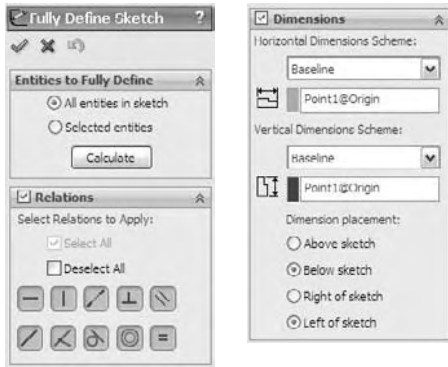 Fully Define Sketch ?
Entities to Fully Define
All entities in sketch
Selected entities
Calculate
Relations
Select Relations to Apply:
Select All
Deselect All
Dimensions
Horizontal Dimensions Scheme:
Baseline
Point1@Origin
Vertical Dimensions Scheme:
Baseline
Point1@Origin
Dimension placement:
Above sketch
Below sketch
Right of sketch
Left of sketch